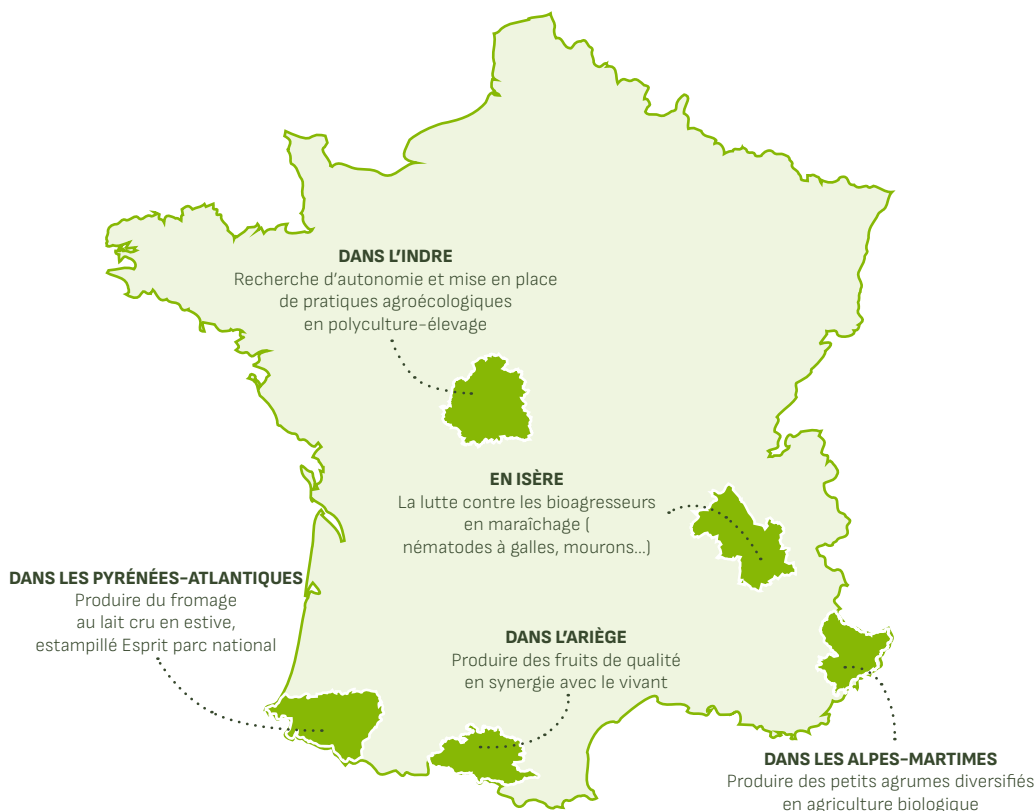 DANS L'INDRE
Recherche d'autonomie et mise en place
de pratiques agroécologiques
en polyculture-élevage
EN ISÈRE
La lutte contre les bioagresseurs
en maraîchage (
nématodes à galles, mourons...)
DANS LES PYRÉNÉES-ATLANTIQUES
Produire du fromage
au lait cru en estive,
estampillé Esprit parc national
DANS L'ARIÈGE
Produire des fruits de qualité
en synergie avec le vivant
DANS LES ALPES-MARTIMES
Produire des petits agrumes diversifiés
en agriculture biologique